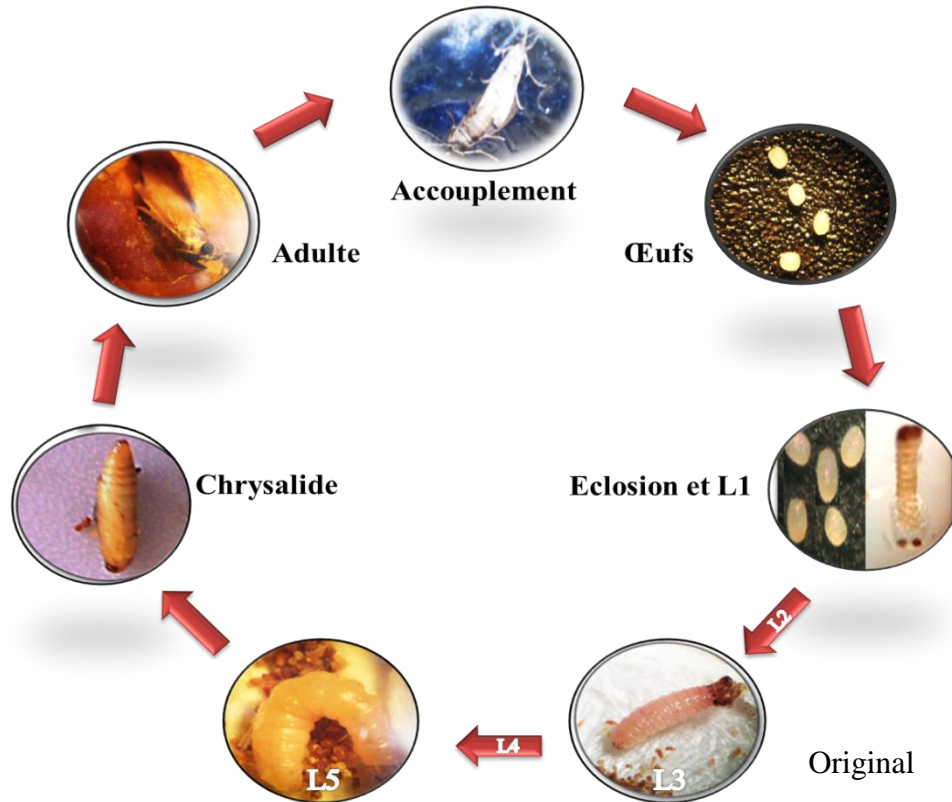 Accouplement
Œufs
Eclosion et L1
L2
L3
L4
L5
Chrysalide
Adulte
Original